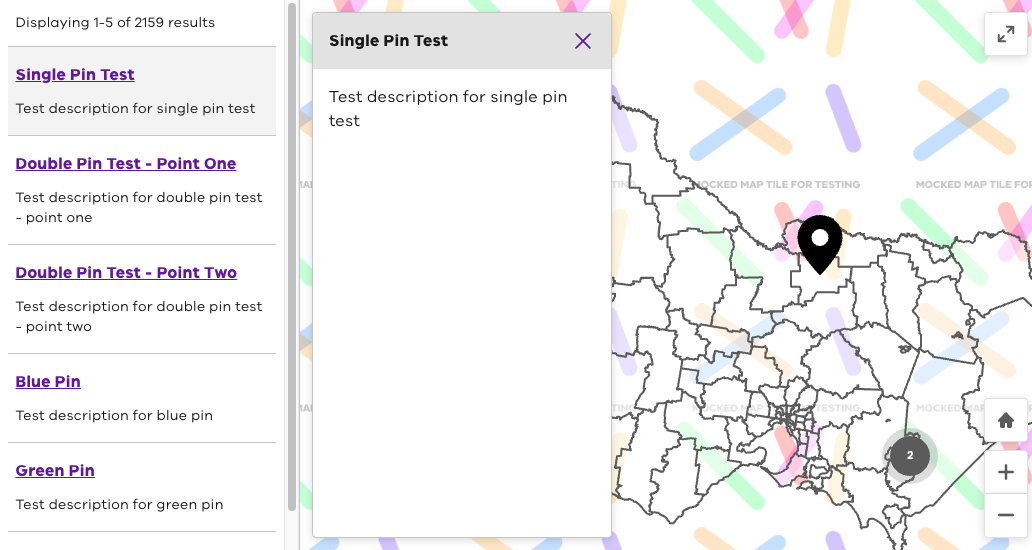 Displaying 1-5 of 2159 results
Single Pin Test
Test description for single pin test
Double Pin Test - Point One
Test description for double pin test
- point one
Double Pin Test - Point Two
Test description for double pin test
- point two
Blue Pin
Test description for blue pin
Green Pin
Test description for green pin
Single Pin Test
Test description for single pin
test
MOCKED MAP TILE FOR TESTING
MOCKED MAP TILE FOR
MOCKED MAP TILE FOR TESTING
MOCKED
2